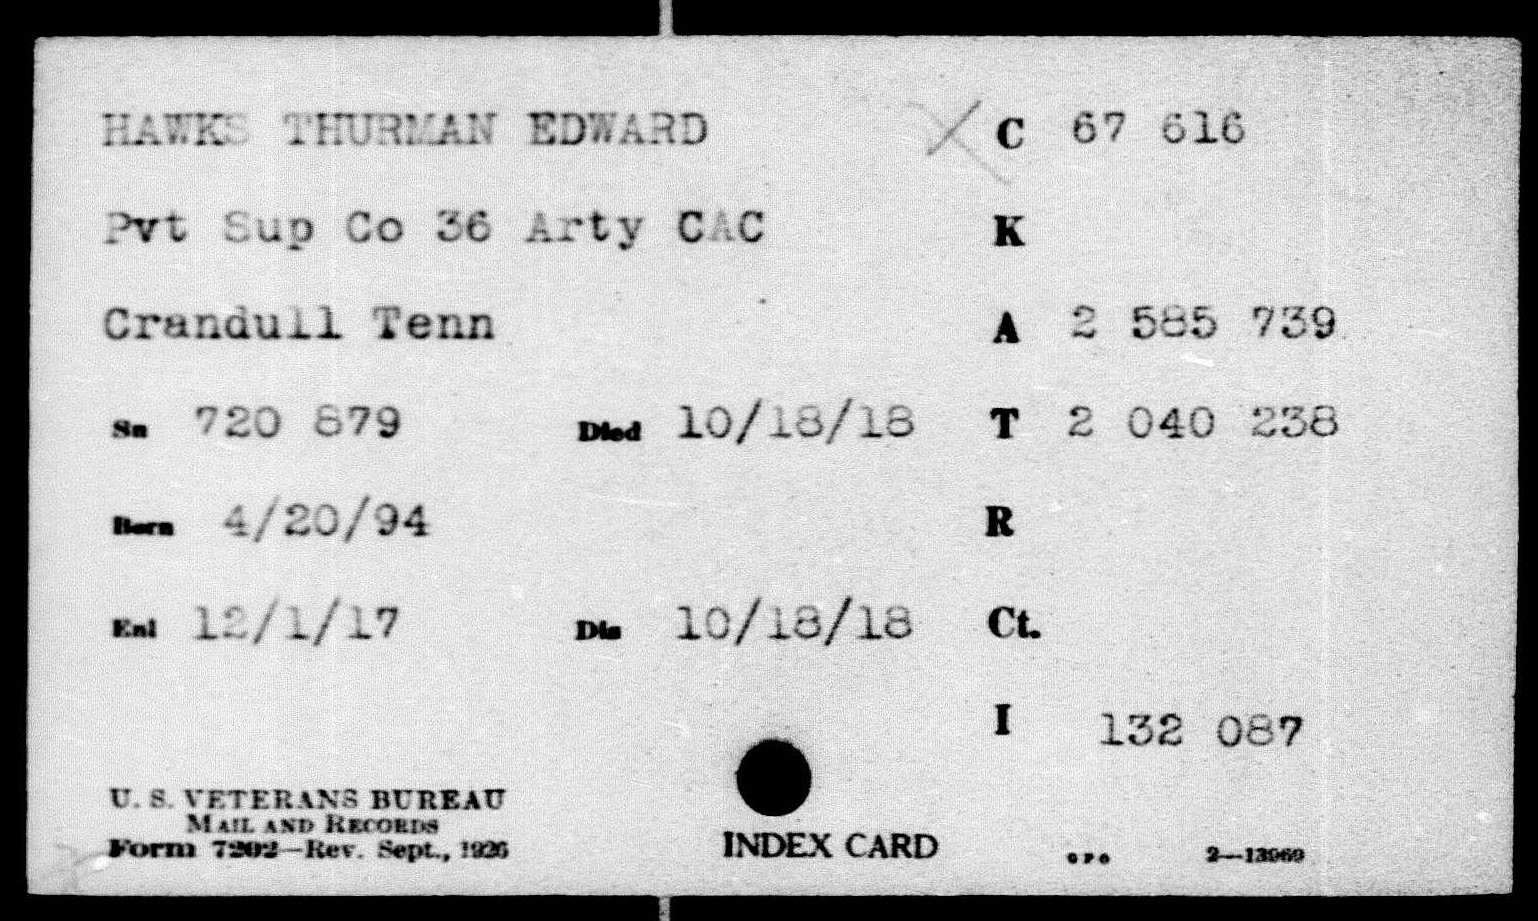 HAWKS THURMAN EDWARD C 67 616
Pvt Sup Co 36 Arty CAC K
Crandull Tenn A 2 585 739
Sn 720 879 Died 10/18/18 T 2 040 238
Born 4/20/94 R
Enl 12/1/17 Dis 10/18/18 Ct.
I 132 087
U. S. VETERANS BUREAU
MAIL AND RECORDS
Form 7202—Rev. Sept., 1926
INDEX CARD
GPO 2—13969